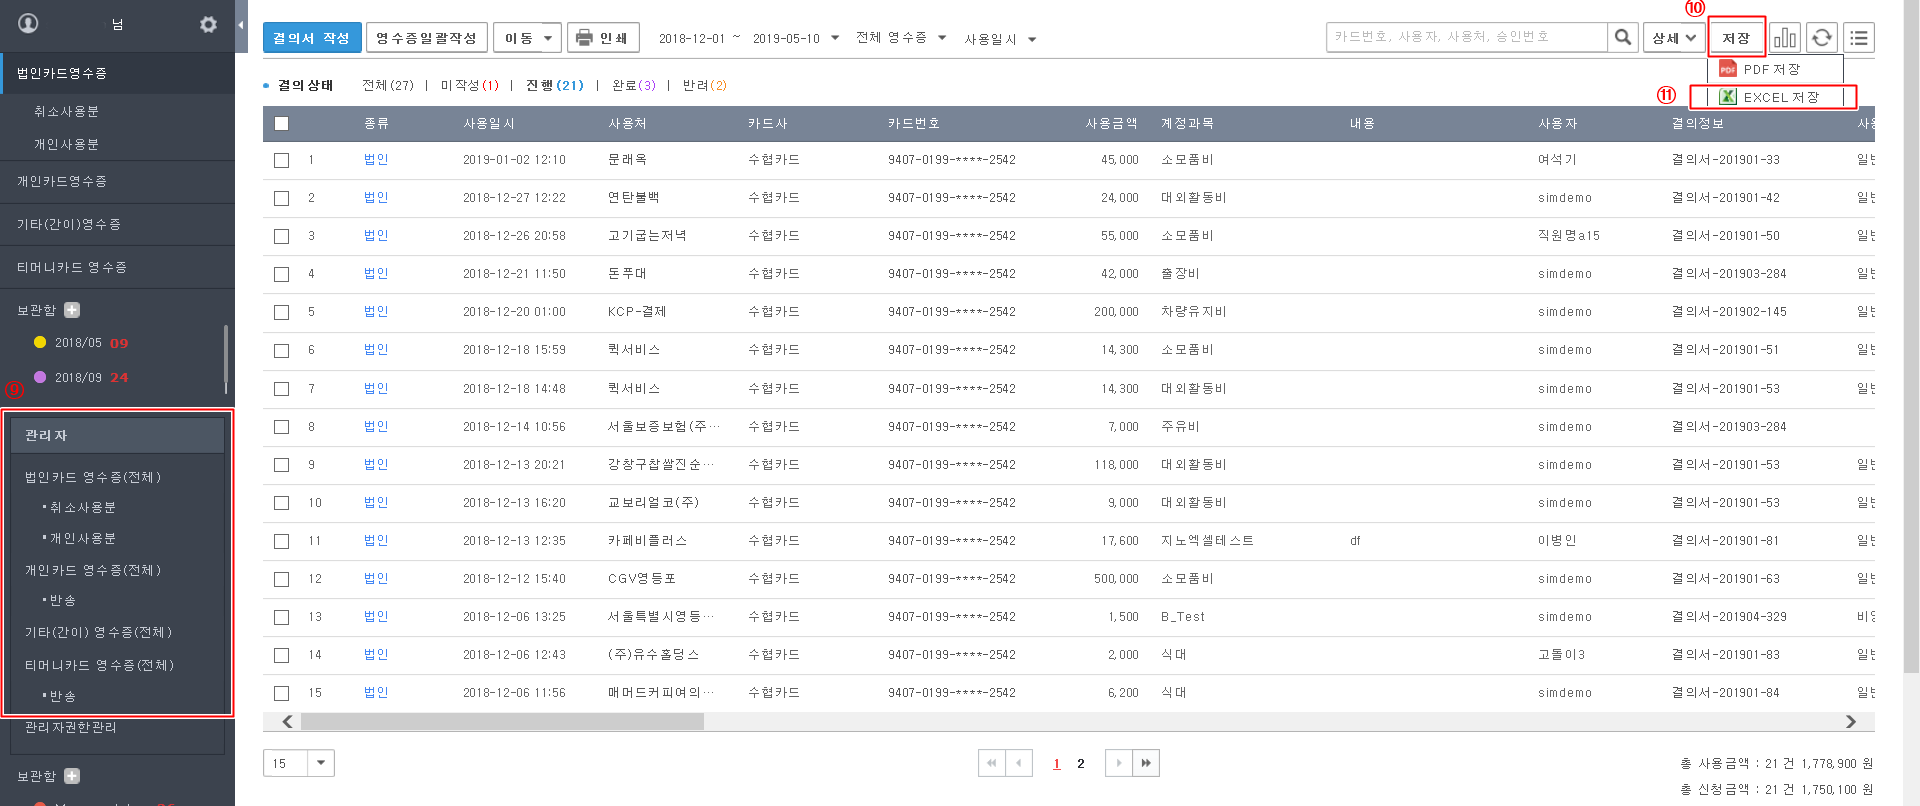 님
법인카드영수증
취소사용분
개인사용분
개인카드영수증
기타(간이)영수증
티머니카드 영수증
보관함
2018/05 09
2018/09 24
⑨
관리자
법인카드 영수증(전체)
취소사용분
개인사용분
개인카드 영수증(전체)
반송
기타(간이) 영수증(전체)
티머니카드 영수증(전체)
반송
관리자권한관리
보관함
⑩
결의서 작성 영수증일괄작성 이동 인쇄 2018-12-01 ~ 2019-05-10 전체 영수증 사용일시 카드번호, 사용자, 사용처, 승인번호 상세 저장
PDF 저장
⑪ EXCEL 저장
결의상태 전체(27) | 미작성(1) | 진행(21) | 완료(3) | 반려(2)
종류 사용일시 사용처 카드사 카드번호 사용금액 계정과목 내용 사용자 결의정보
1 법인 2019-01-02 12:10 문래옥 수협카드 9407-0199-****-2542 45,000 소모품비 여석기 결의서-201901-33 일반
2 법인 2018-12-27 12:22 연탄불백 수협카드 9407-0199-****-2542 24,000 대외활동비 simdemo 결의서-201901-42 일반
3 법인 2018-12-26 20:58 고기굽는저녁 수협카드 9407-0199-****-2542 55,000 소모품비 직원명a15 결의서-201901-50 일반
4 법인 2018-12-21 11:50 돈푸대 수협카드 9407-0199-****-2542 42,000 출장비 simdemo 결의서-201903-284 일반
5 법인 2018-12-20 01:00 KCP-결제 수협카드 9407-0199-****-2542 200,000 차량유지비 simdemo 결의서-201902-145 일반
6 법인 2018-12-18 15:59 퀵서비스 수협카드 9407-0199-****-2542 14,300 소모품비 simdemo 결의서-201901-51 일반
7 법인 2018-12-18 14:48 퀵서비스 수협카드 9407-0199-****-2542 14,300 대외활동비 simdemo 결의서-201901-53 일반
8 법인 2018-12-14 10:56 서울보증보험(주… 수협카드 9407-0199-****-2542 7,000 주유비 simdemo 결의서-201903-284
9 법인 2018-12-13 20:21 강창구찹쌀진순… 수협카드 9407-0199-****-2542 118,000 대외활동비 simdemo 결의서-201901-53 일반
10 법인 2018-12-13 16:20 교보리얼코(주) 수협카드 9407-0199-****-2542 9,000 대외활동비 simdemo 결의서-201901-53 일반
11 법인 2018-12-13 12:35 카페비플러스 수협카드 9407-0199-****-2542 17,600 지노엑셀테스트 df 이병인 결의서-201901-81 일반
12 법인 2018-12-12 15:40 CGV영등포 수협카드 9407-0199-****-2542 500,000 소모품비 simdemo 결의서-201901-63 일반
13 법인 2018-12-06 13:25 서울특별시영등… 수협카드 9407-0199-****-2542 1,500 B_Test simdemo 결의서-201904-329
14 법인 2018-12-06 12:43 (주)유수홀딩스 수협카드 9407-0199-****-2542 2,000 식대 고돌이3 결의서-201901-83 일반
15 법인 2018-12-06 11:56 매머드커피여의… 수협카드 9407-0199-****-2542 6,200 식대 simdemo 결의서-201901-84 일반
15 1 2
총 사용금액 : 21 건 1,778,900 원
총 신청금액 : 21 건 1,750,100 원